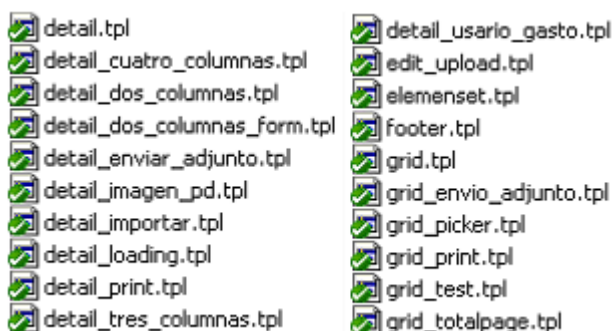 detail.tpl
detail_cuatro_columnas.tpl
detail_dos_columnas.tpl
detail_dos_columnas_form.tpl
detail_enviar_adjunto.tpl
detail_imagen_pd.tpl
detail_importar.tpl
detail_loading.tpl
detail_print.tpl
detail_tres_columnas.tpl
detail_usario_gasto.tpl
edit_upload.tpl
elemenset.tpl
footer.tpl
grid.tpl
grid_envio_adjunto.tpl
grid_picker.tpl
grid_print.tpl
grid_test.tpl
grid_totalpage.tpl